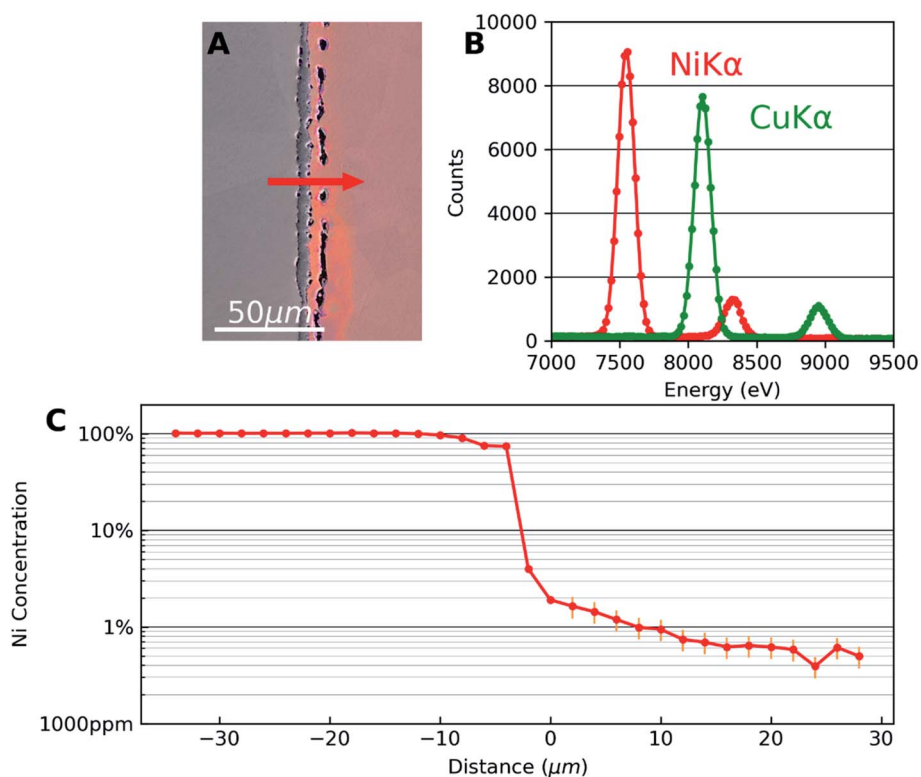 A
50μm
B
10000
8000
6000
4000
2000
0
Counts
NiKα
CuKα
7000 7500 8000 8500 9000 9500
Energy (eV)
C
100%
10%
1%
1000ppm
Ni Concentration
−30 −20 −10 0 10 20 30
Distance (μm)